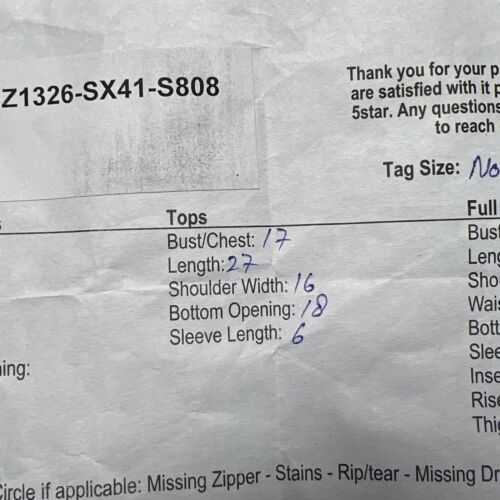 Z1326-SX41-S808
Thank you for your p
are satisfied with it p
5star. Any questions
to reach
Tag Size: No
s
Tops
Full
Bust/Chest: 17
Bust
Length: 27
Leng
Shoulder Width: 16
Shou
Bottom Opening: 18
Wais
Sleeve Length: 6
Bott
Slee
ning:
Inse
Rise
Thig
Circle if applicable: Missing Zipper - Stains - Rip/tear - Missing Dr